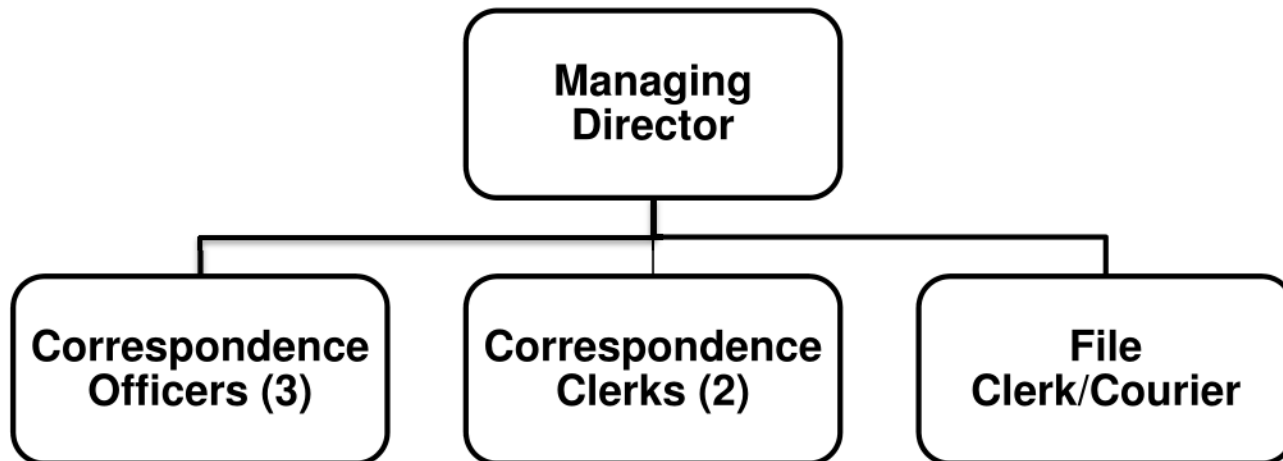 Managing
Director
Correspondence
Officers (3)
Correspondence
Clerks (2)
File
Clerk/Courier